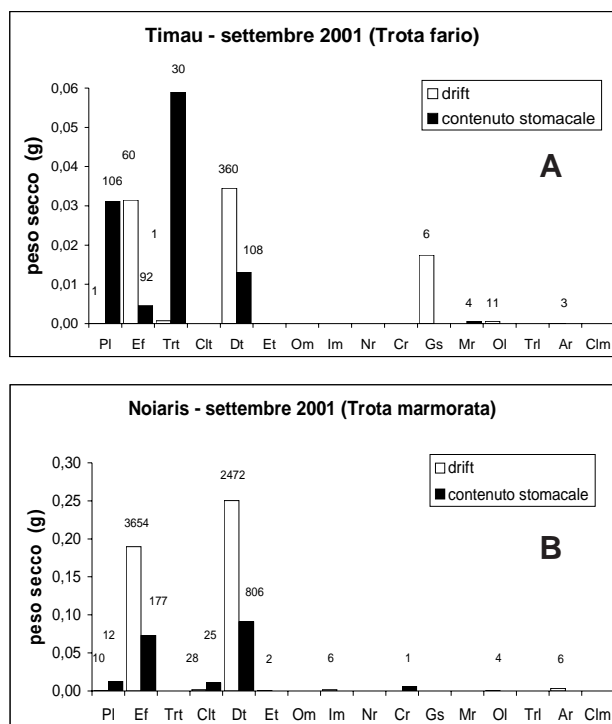 Timau - settembre 2001 (Trota fario)
peso secco (g)
0,06
0,05
0,04
0,03
0,02
0,01
0,00
drift
contenuto stomacale
A
1 106 60 92 1 30 360 108 6 4 11 3
Pl Ef Trt Clt Dt Et Om Im Nr Cr Gs Mr Ol Trl Ar Clm
Noiaris - settembre 2001 (Trota marmorata)
peso secco (g)
0,30
0,25
0,20
0,15
0,10
0,05
0,00
drift
contenuto stomacale
B
10 12 3654 177 28 25 2472 806 2 6 1 4 6
Pl Ef Trt Clt Dt Et Om Im Nr Cr Gs Mr Ol Trl Ar Clm